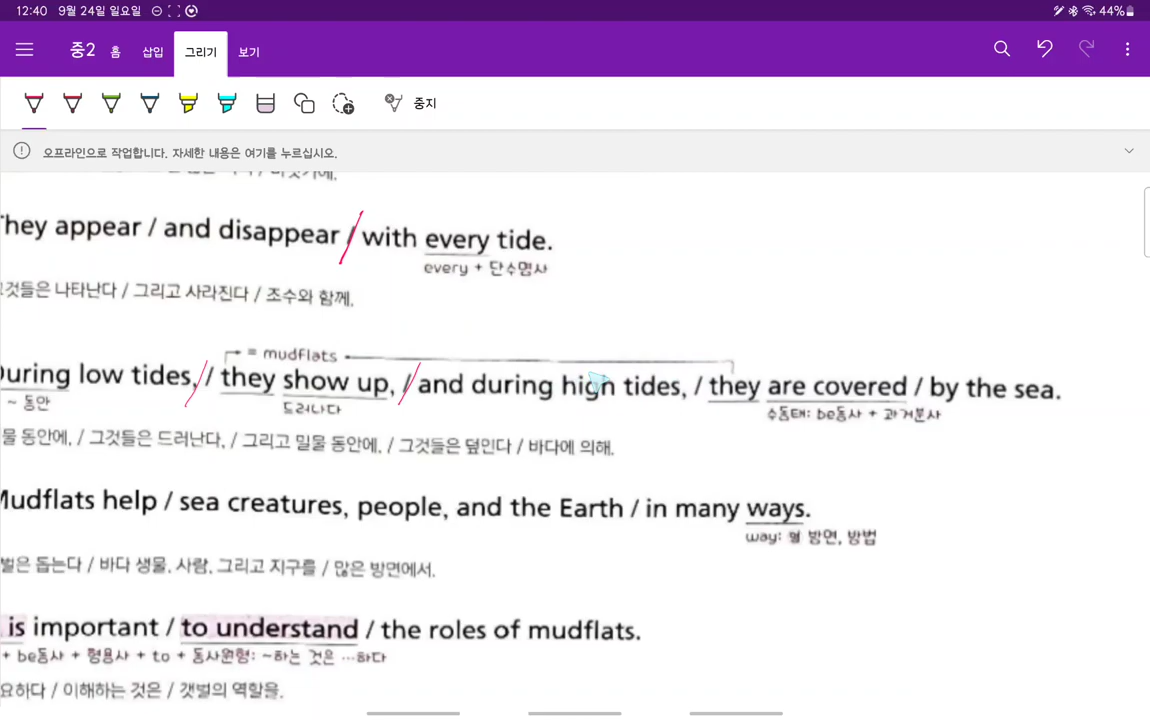 12:40 9월 24일 일요일 44%
중2 홈 삽입 그리기 보기
중지
오프라인으로 작업합니다. 자세한 내용은 여기를 누르십시오.
They appear / and disappear / with every tide.
every + 단수명사
그것들은 나타난다 / 그리고 사라진다 / 조수와 함께.
= mudflats
During low tides, / they show up, / and during high tides, / they are covered / by the sea.
~ 동안 드러나다 수동태: be동사 + 과거분사
물 동안에, / 그것들은 드러난다, / 그리고 밀물 동안에, / 그것들은 덮인다 / 바다에 의해.
Mudflats help / sea creatures, people, and the Earth / in many ways.
way: 명 방면, 방법
벌은 돕는다 / 바다 생물, 사람, 그리고 지구를 / 많은 방면에서.
is important / to understand / the roles of mudflats.
+ be동사 + 형용사 + to + 동사원형: ~하는 것은 …하다
요하다 / 이해하는 것은 / 갯벌의 역할을.